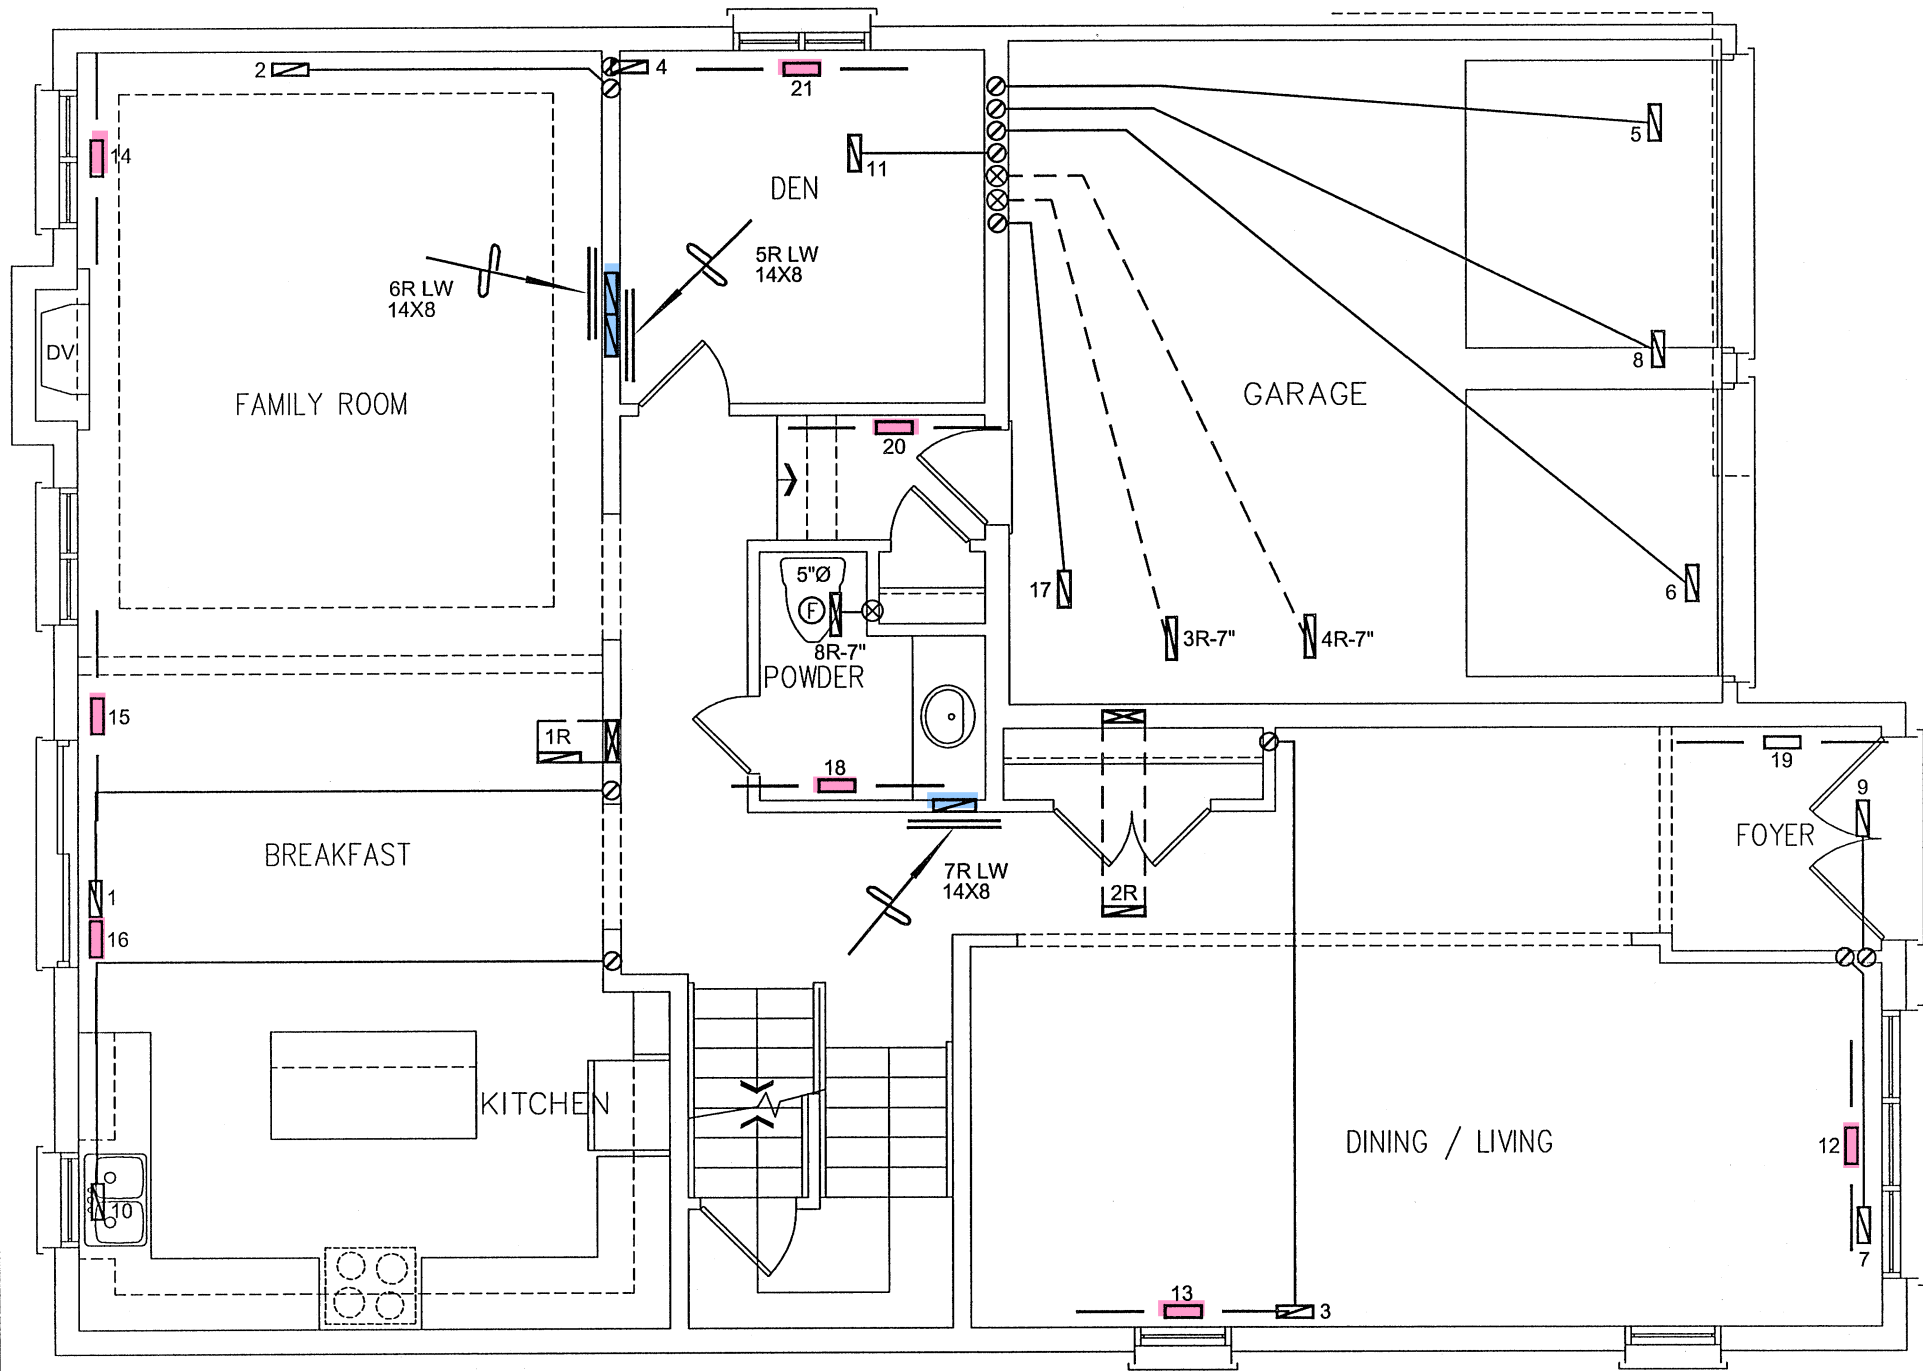 2
4
21
14
5
11
DEN
5R LW
14X8
6R LW
14X8
8
DV
FAMILY ROOM
GARAGE
20
5"Ø
F
17
6
3R-7"
4R-7"
8R-7"
POWDER
15
1R
18
19
9
FOYER
BREAKFAST
7R LW
14X8
1
2R
16
KITCHEN
DINING / LIVING
12
10
7
13
3